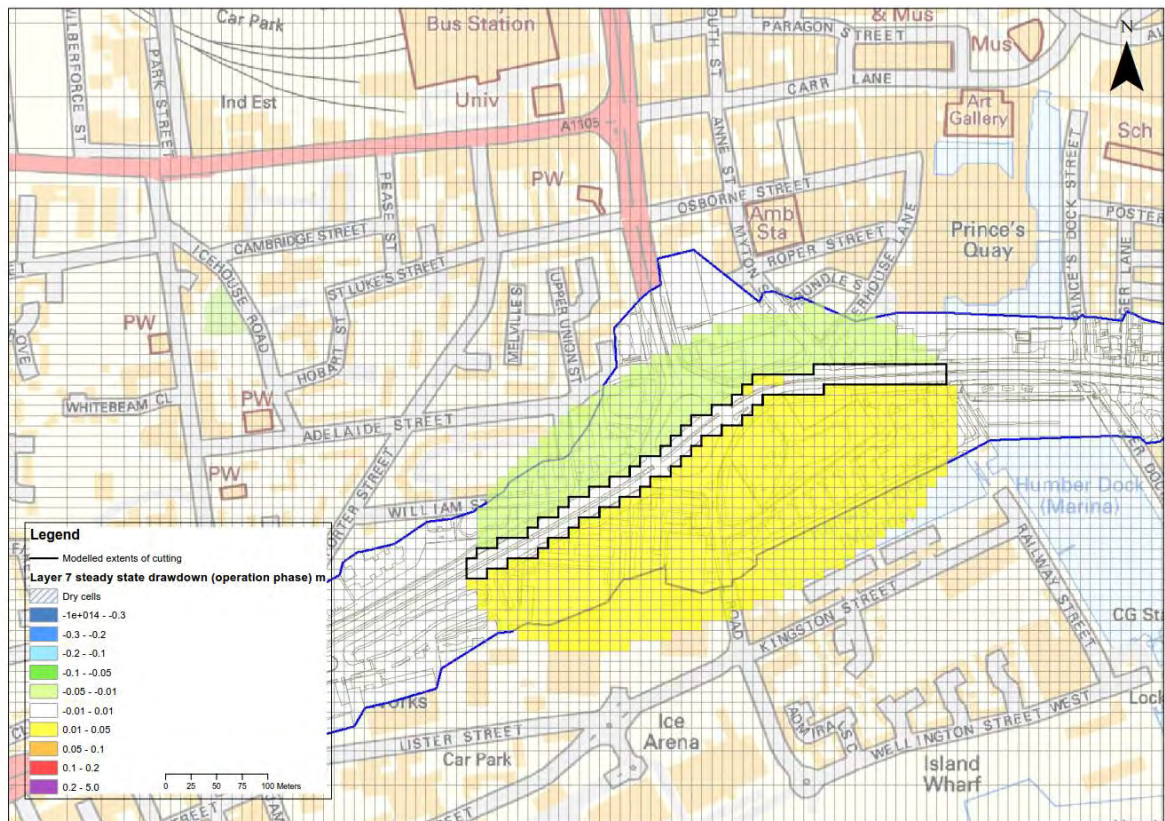 Car Park
Bus Station
& Mus
PARAGON STREET
Mus
N
WILBERFORCE ST
PARK STREET
Ind Est
Univ
CARR LANE
Art
Gallery
Sch
A1105
ANNE ST
PEASE ST
PW
OSBORNE STREET
Amb
Sta
MYTON
ROPER STREET
Prince's
Quay
PRINCE'S DOCK STREET
POSTER
CAMBRIDGE STREET
ICEHOUSE ROAD
ST LUKE'S STREET
PW
HOBART ST
MELVILLE S
UPPER UNION ST
WHITEBEAM CL
PW
ADELAIDE STREET
PW
WILLIAM ST
Humber Dock
(Marina)
RAILWAY STREET
KINGSTON STREET
CG Sta
Lock
WELLINGTON STREET WEST
Ice
Arena
Island
Wharf
LISTER STREET
Car Park
Legend
Modelled extents of cutting
Layer 7 steady state drawdown (operation phase) m
Dry cells
-1e+014 - -0.3
-0.3 - -0.2
-0.2 - -0.1
-0.1 - -0.05
-0.05 - -0.01
-0.01 - 0.01
0.01 - 0.05
0.05 - 0.1
0.1 - 0.2
0.2 - 5.0
0 25 50 75 100 Meters